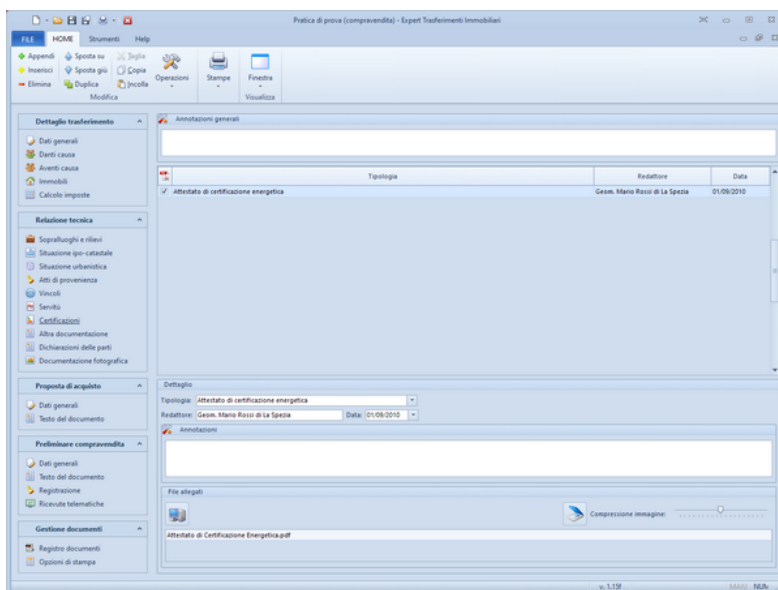 Pratica di prova (compravendita) - Expert Trasferimenti Immobiliari
FILE HOME Strumenti Help
Appendi Sposta su Taglia
Inserisci Sposta giù Copia
Elimina Duplica Incolla
Operazioni Stampe Finestra
Modifica Visualizza
Dettaglio trasferimento
Dati generali
Danti causa
Aventi causa
Immobili
Calcolo imposte
Relazione tecnica
Sopralluoghi e rilievi
Situazione ipo-catastale
Situazione urbanistica
Atti di provenienza
Vincoli
Servitù
Certificazioni
Altra documentazione
Dichiarazioni delle parti
Documentazione fotografica
Proposta di acquisto
Dati generali
Testo del documento
Preliminare compravendita
Dati generali
Testo del documento
Registrazione
Ricevute telematiche
Gestione documenti
Registro documenti
Opzioni di stampa
Annotazioni generali
Tipologia Redattore Data
Attestato di certificazione energetica Geom. Mario Rossi di La Spezia 01/09/2010
Dettaglio
Tipologia: Attestato di certificazione energetica
Redattore: Geom. Mario Rossi di La Spezia Data: 01/09/2010
Annotazioni
File allegati
Compressione immagine:
Attestato di Certificazione Energetica.pdf
v. 1.15f MAIU NUM